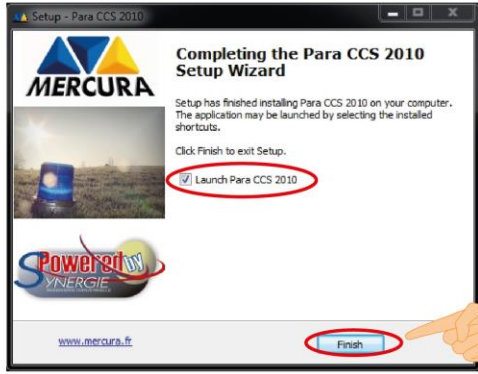 Setup - Para CCS 2010
MERCURA
Completing the Para CCS 2010
Setup Wizard
Setup has finished installing Para CCS 2010 on your computer.
The application may be launched by selecting the installed
shortcuts.
Click Finish to exit Setup.
Launch Para CCS 2010
Powered by
SYNERGIE
www.mercura.fr
Finish